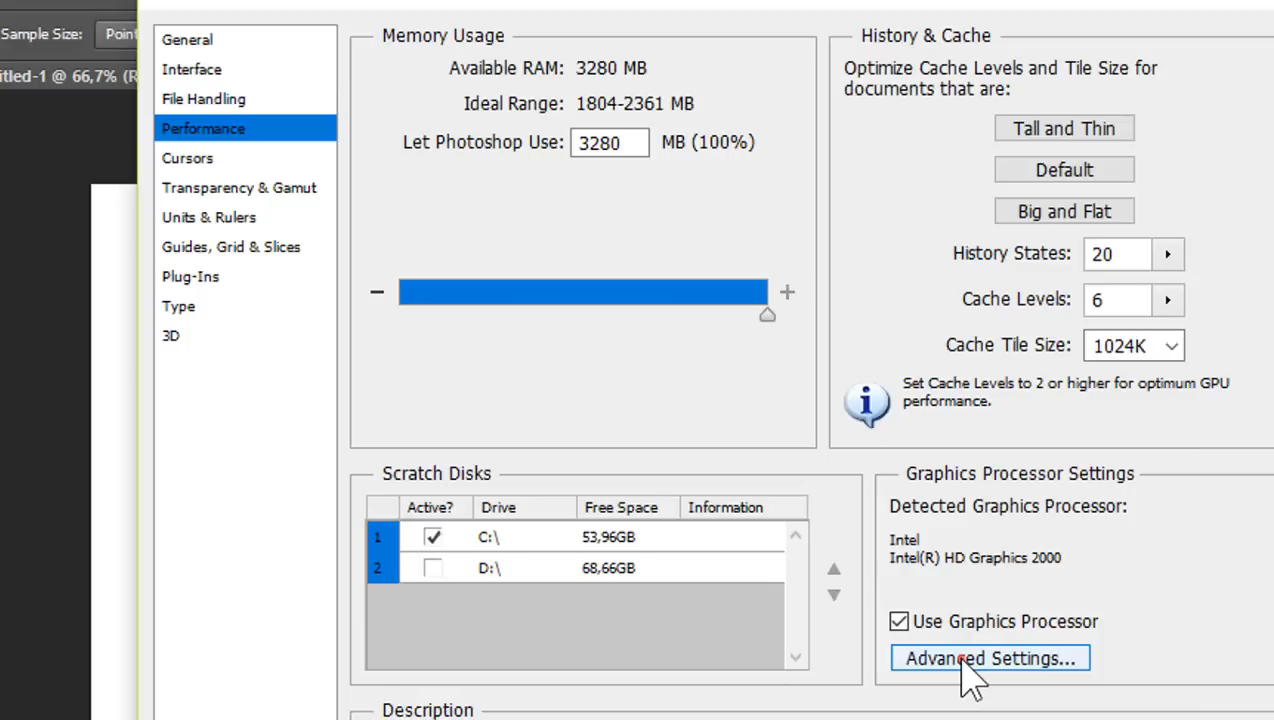 Sample Size: Point
itled-1 @ 66,7% (R
General
Interface
File Handling
Performance
Cursors
Transparency & Gamut
Units & Rulers
Guides, Grid & Slices
Plug-Ins
Type
3D
Memory Usage
Available RAM: 3280 MB
Ideal Range: 1804-2361 MB
Let Photoshop Use: 3280 MB (100%)
History & Cache
Optimize Cache Levels and Tile Size for
documents that are:
Tall and Thin
Default
Big and Flat
History States: 20
Cache Levels: 6
Cache Tile Size: 1024K
Set Cache Levels to 2 or higher for optimum GPU
performance.
Scratch Disks
Active? Drive Free Space Information
1 C:\ 53,96GB
2 D:\ 68,66GB
Graphics Processor Settings
Detected Graphics Processor:
Intel
Intel(R) HD Graphics 2000
Use Graphics Processor
Advanced Settings...
Description